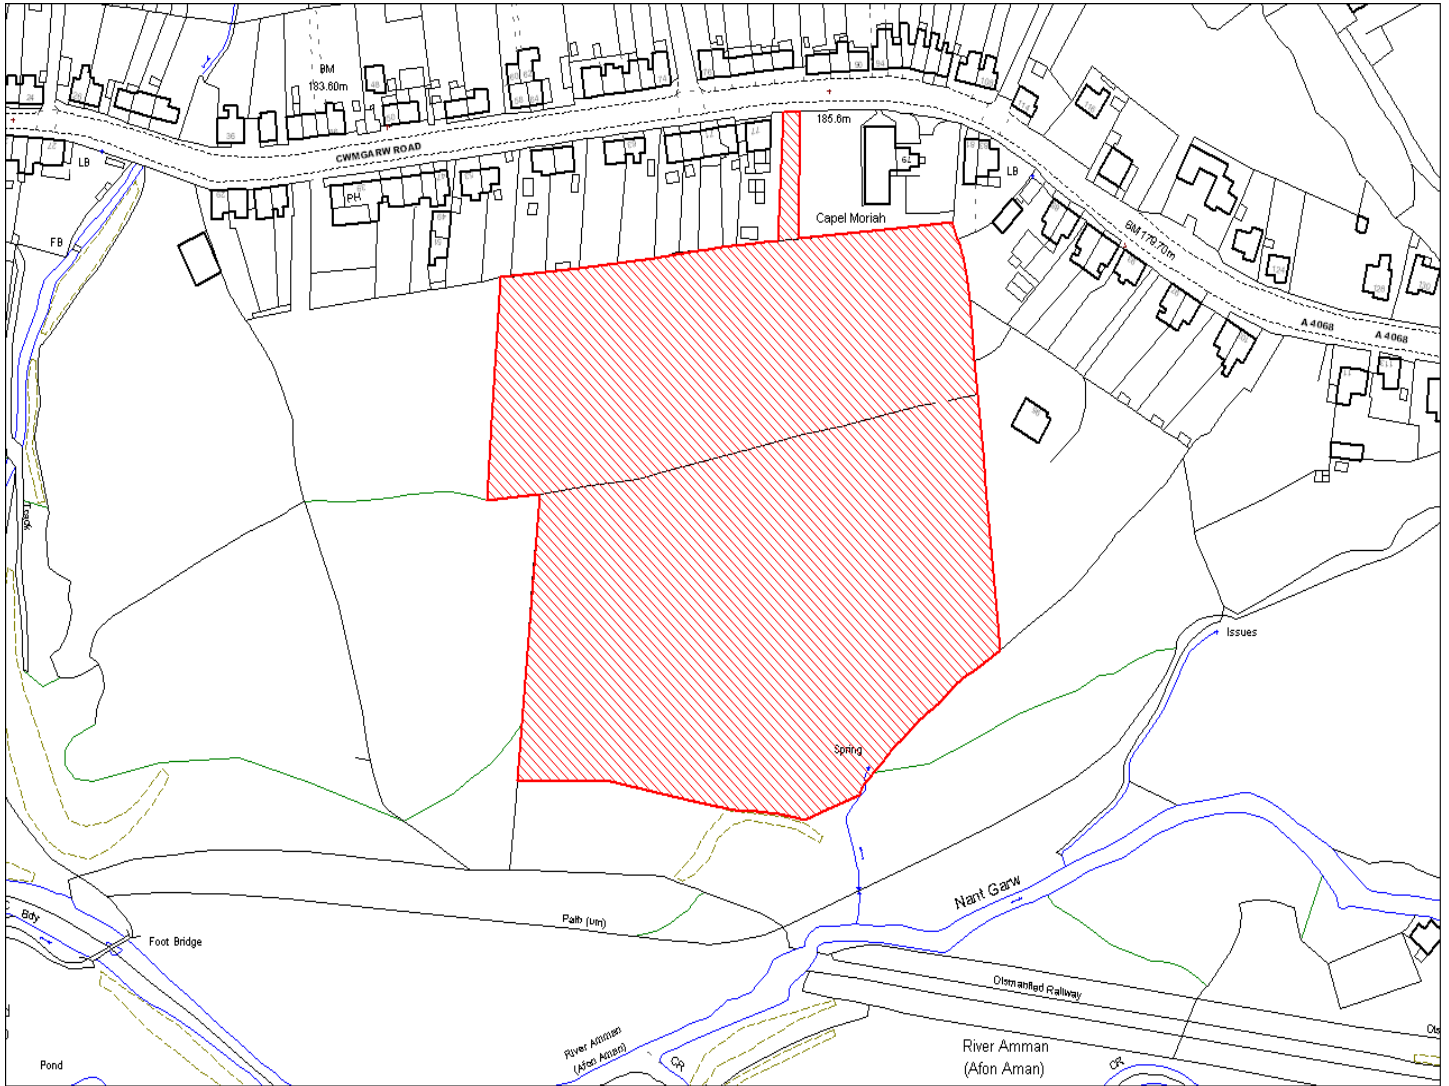 BM
183.60m
185.6m
CWMGARW ROAD
LB
PH
LB
Capel Moriah
FB
BM 179.70m
A 4068
A 4068
Track
Issues
Spring
Nant Garw
Path (um)
Bdy
Foot Bridge
Dismantled Railway
River Amman
(Afon Aman)
CR
River Amman
(Afon Aman)
CR
Pond